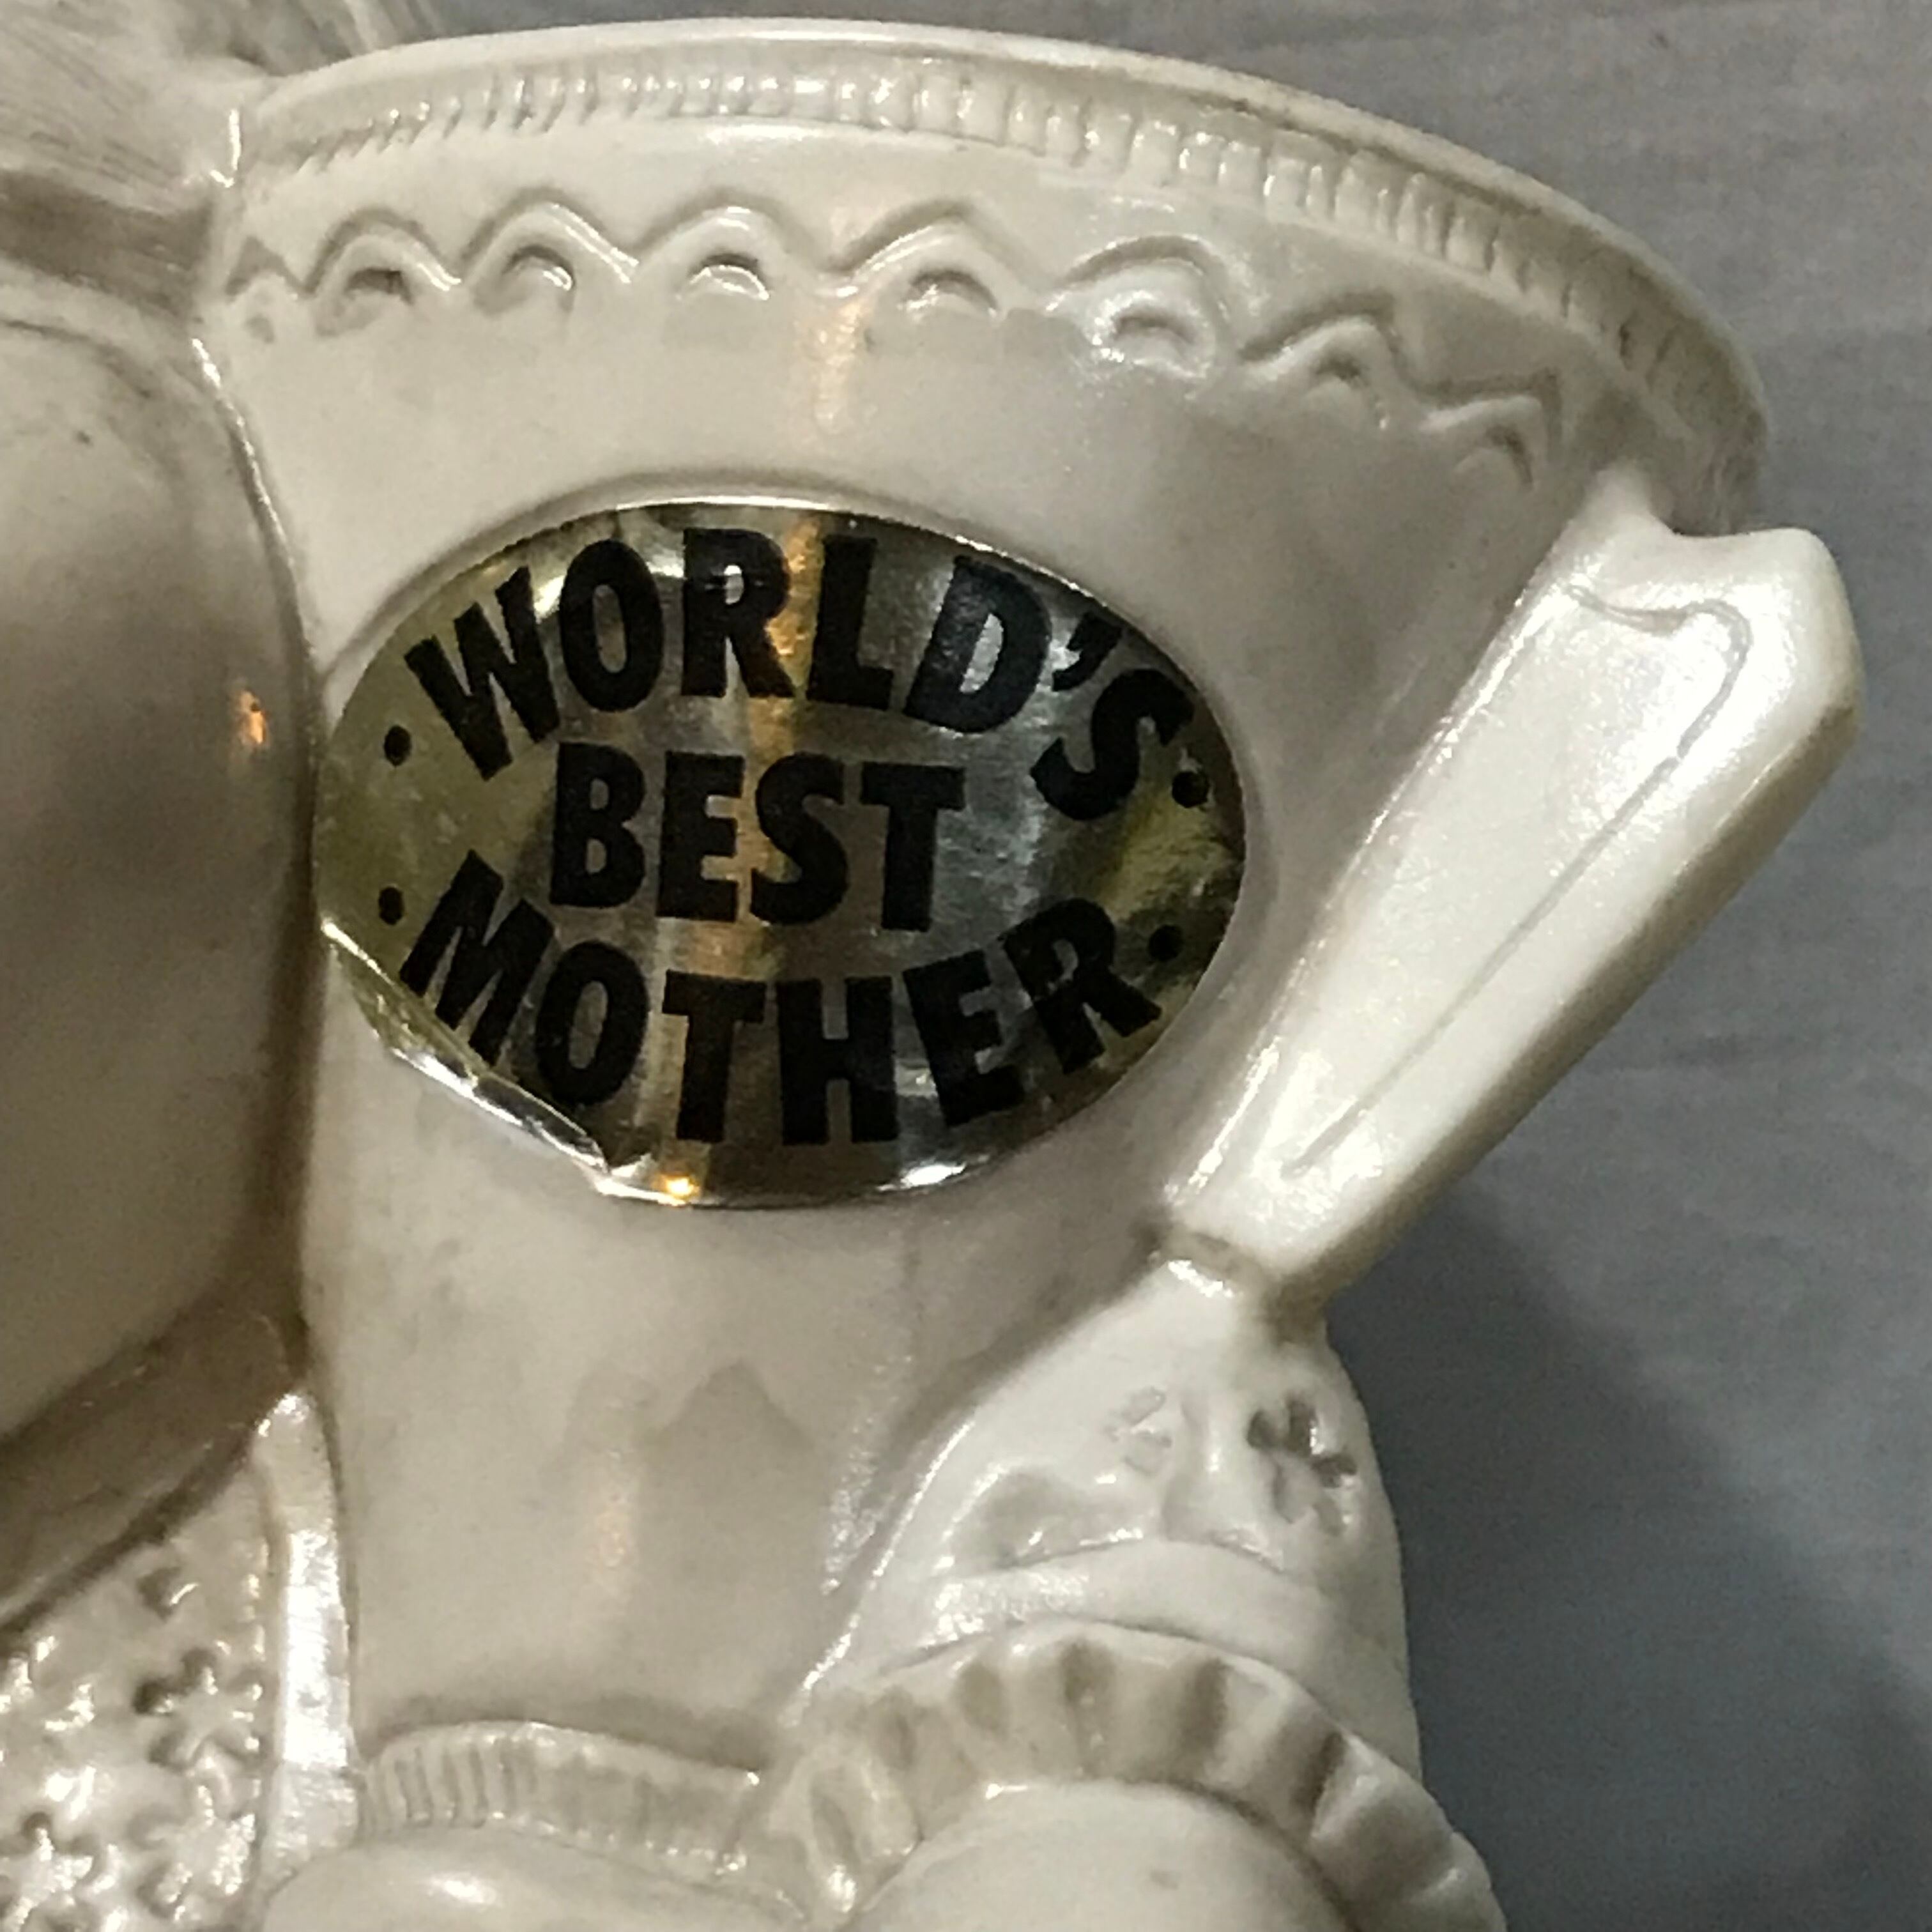 • WORLD'S •
BEST
• MOTHER •